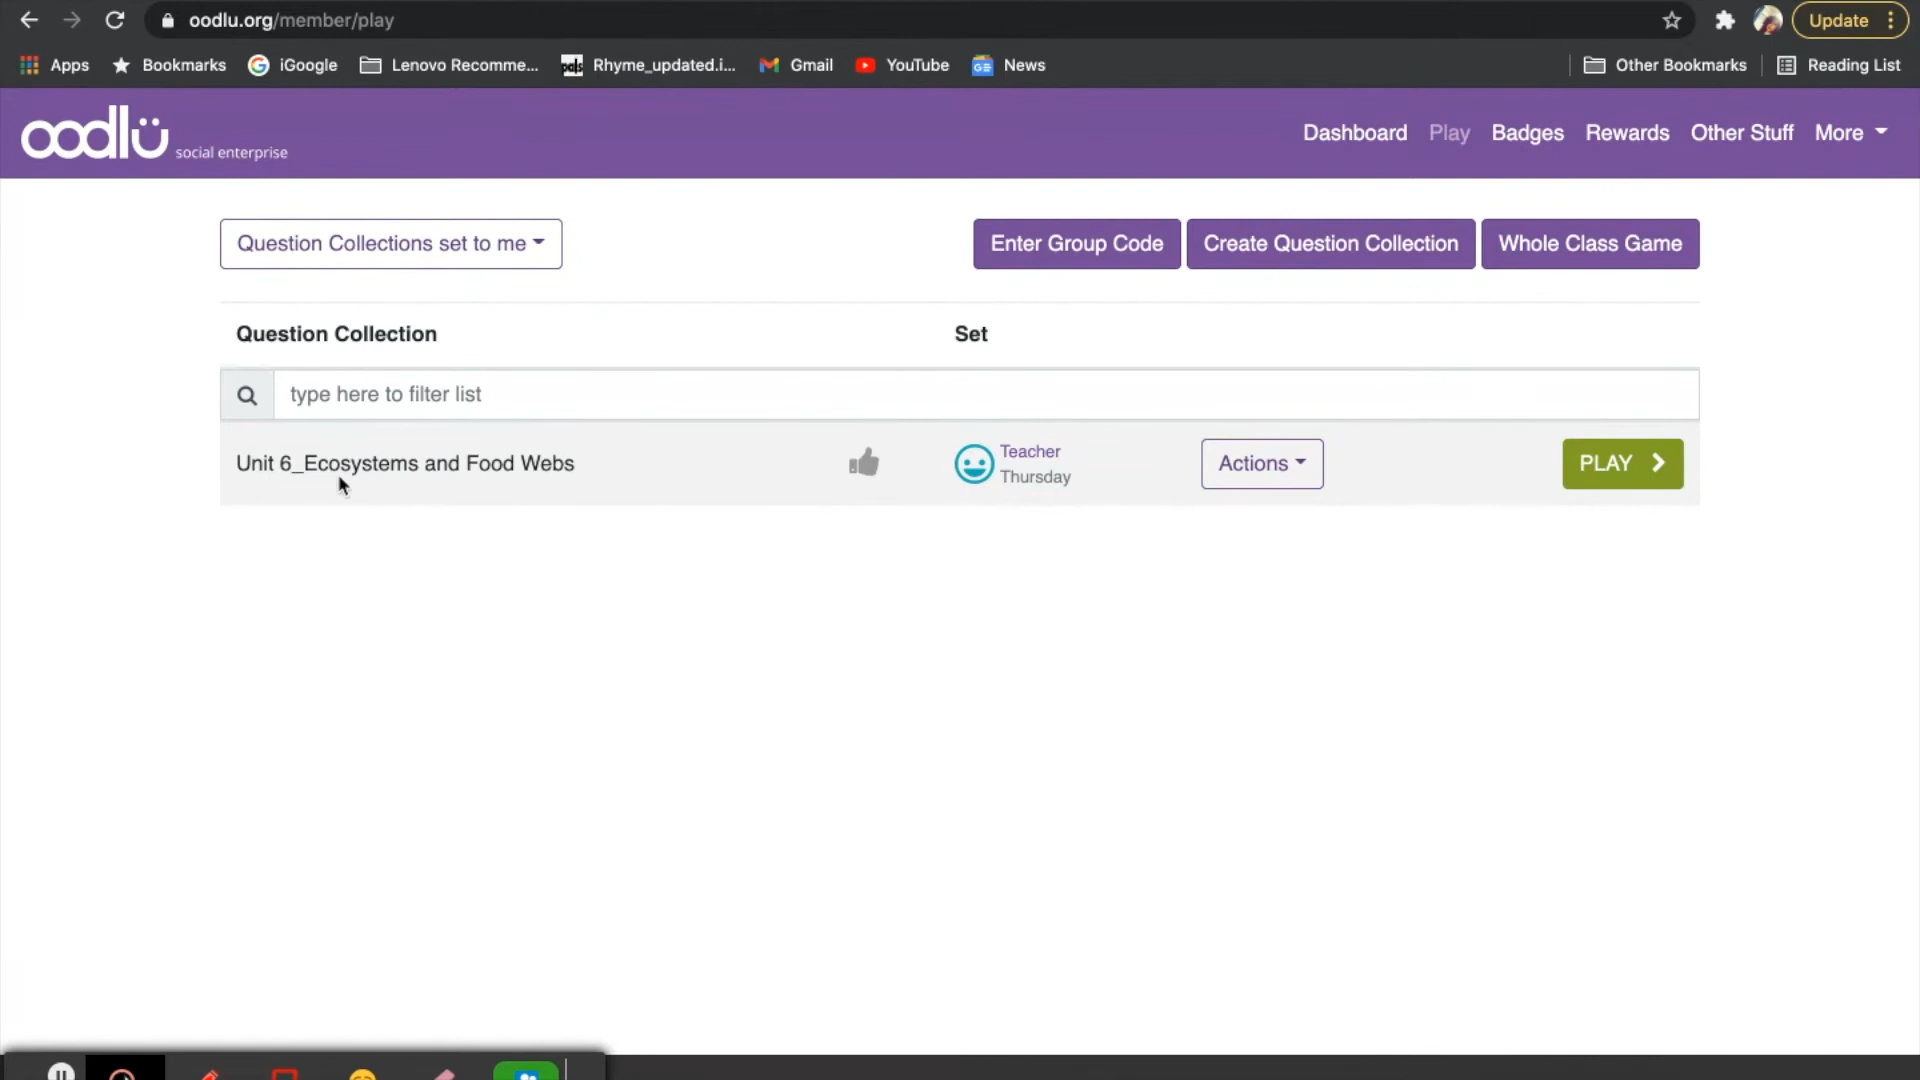 oodlu.org/member/play
Update
Apps Bookmarks iGoogle Lenovo Recomme... Rhyme_updated.i... Gmail YouTube News Other Bookmarks Reading List
oodlü social enterprise
Dashboard Play Badges Rewards Other Stuff More
Question Collections set to me
Enter Group Code Create Question Collection Whole Class Game
Question Collection Set
type here to filter list
Unit 6_Ecosystems and Food Webs
Teacher
Thursday
Actions
PLAY